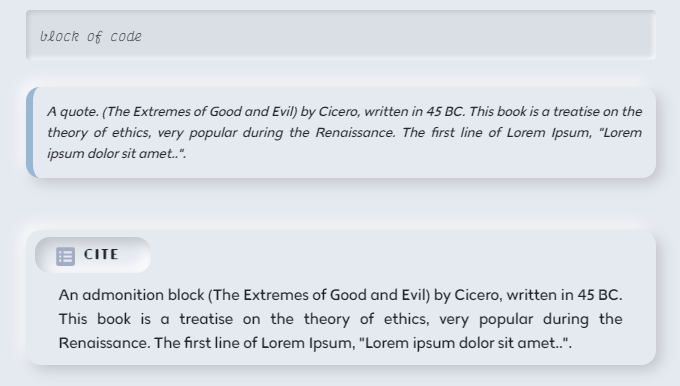 block of code
A quote. (The Extremes of Good and Evil) by Cicero, written in 45 BC. This book is a treatise on the
theory of ethics, very popular during the Renaissance. The first line of Lorem Ipsum, "Lorem
ipsum dolor sit amet..".
CITE
An admonition block (The Extremes of Good and Evil) by Cicero, written in 45 BC.
This book is a treatise on the theory of ethics, very popular during the
Renaissance. The first line of Lorem Ipsum, "Lorem ipsum dolor sit amet..".